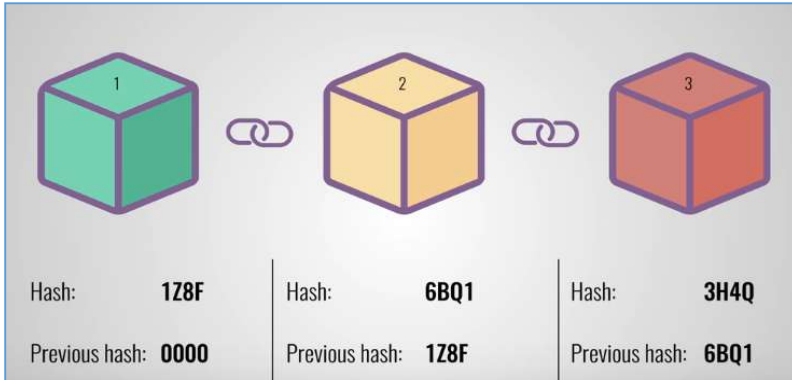 1
2
3
Hash: 1Z8F
Previous hash: 0000
Hash: 6BQ1
Previous hash: 1Z8F
Hash: 3H4Q
Previous hash: 6BQ1